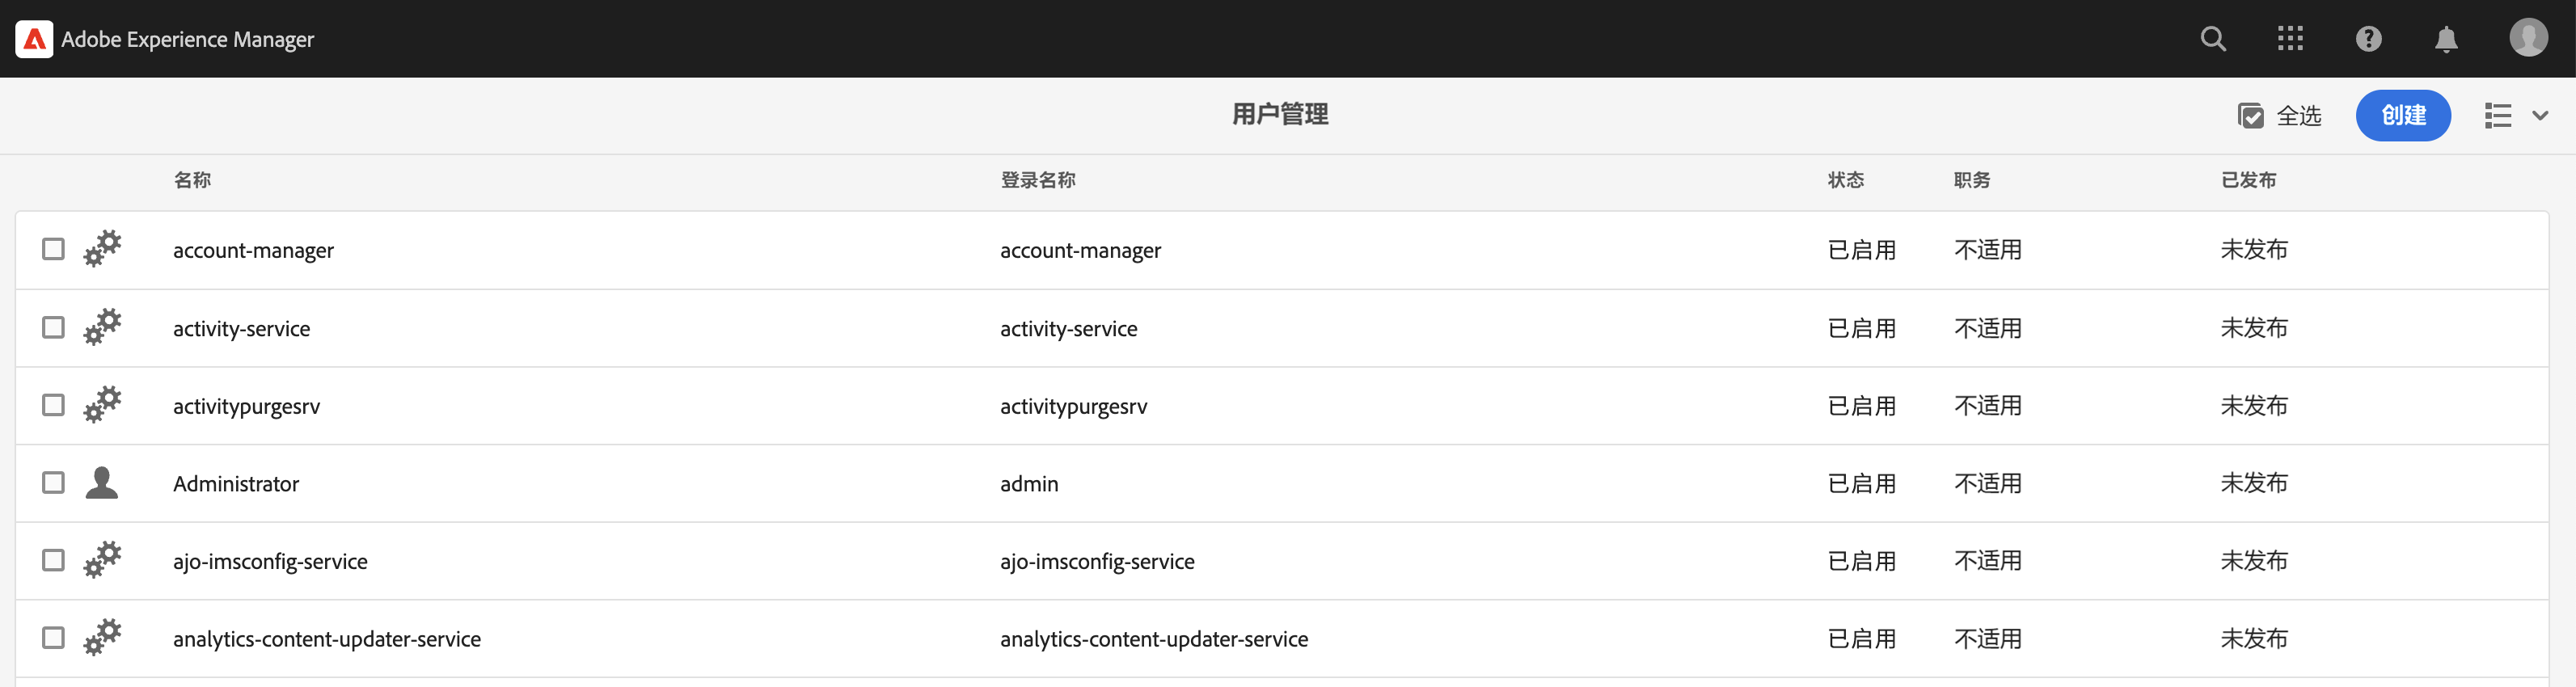 Adobe Experience Manager
用户管理
全选
创建
名称 登录名称 状态 职务 已发布
account-manager account-manager 已启用 不适用 未发布
activity-service activity-service 已启用 不适用 未发布
activitypurgesrv activitypurgesrv 已启用 不适用 未发布
Administrator admin 已启用 不适用 未发布
ajo-imsconfig-service ajo-imsconfig-service 已启用 不适用 未发布
analytics-content-updater-service analytics-content-updater-service 已启用 不适用 未发布